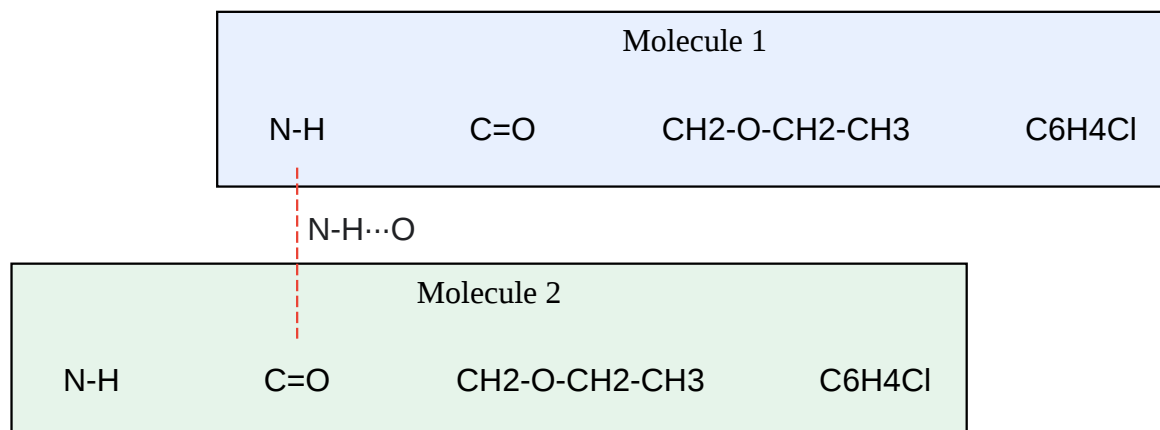 Molecule 1
N-H C=O CH2-O-CH2-CH3 C6H4Cl
N-H···O
Molecule 2
N-H C=O CH2-O-CH2-CH3 C6H4Cl